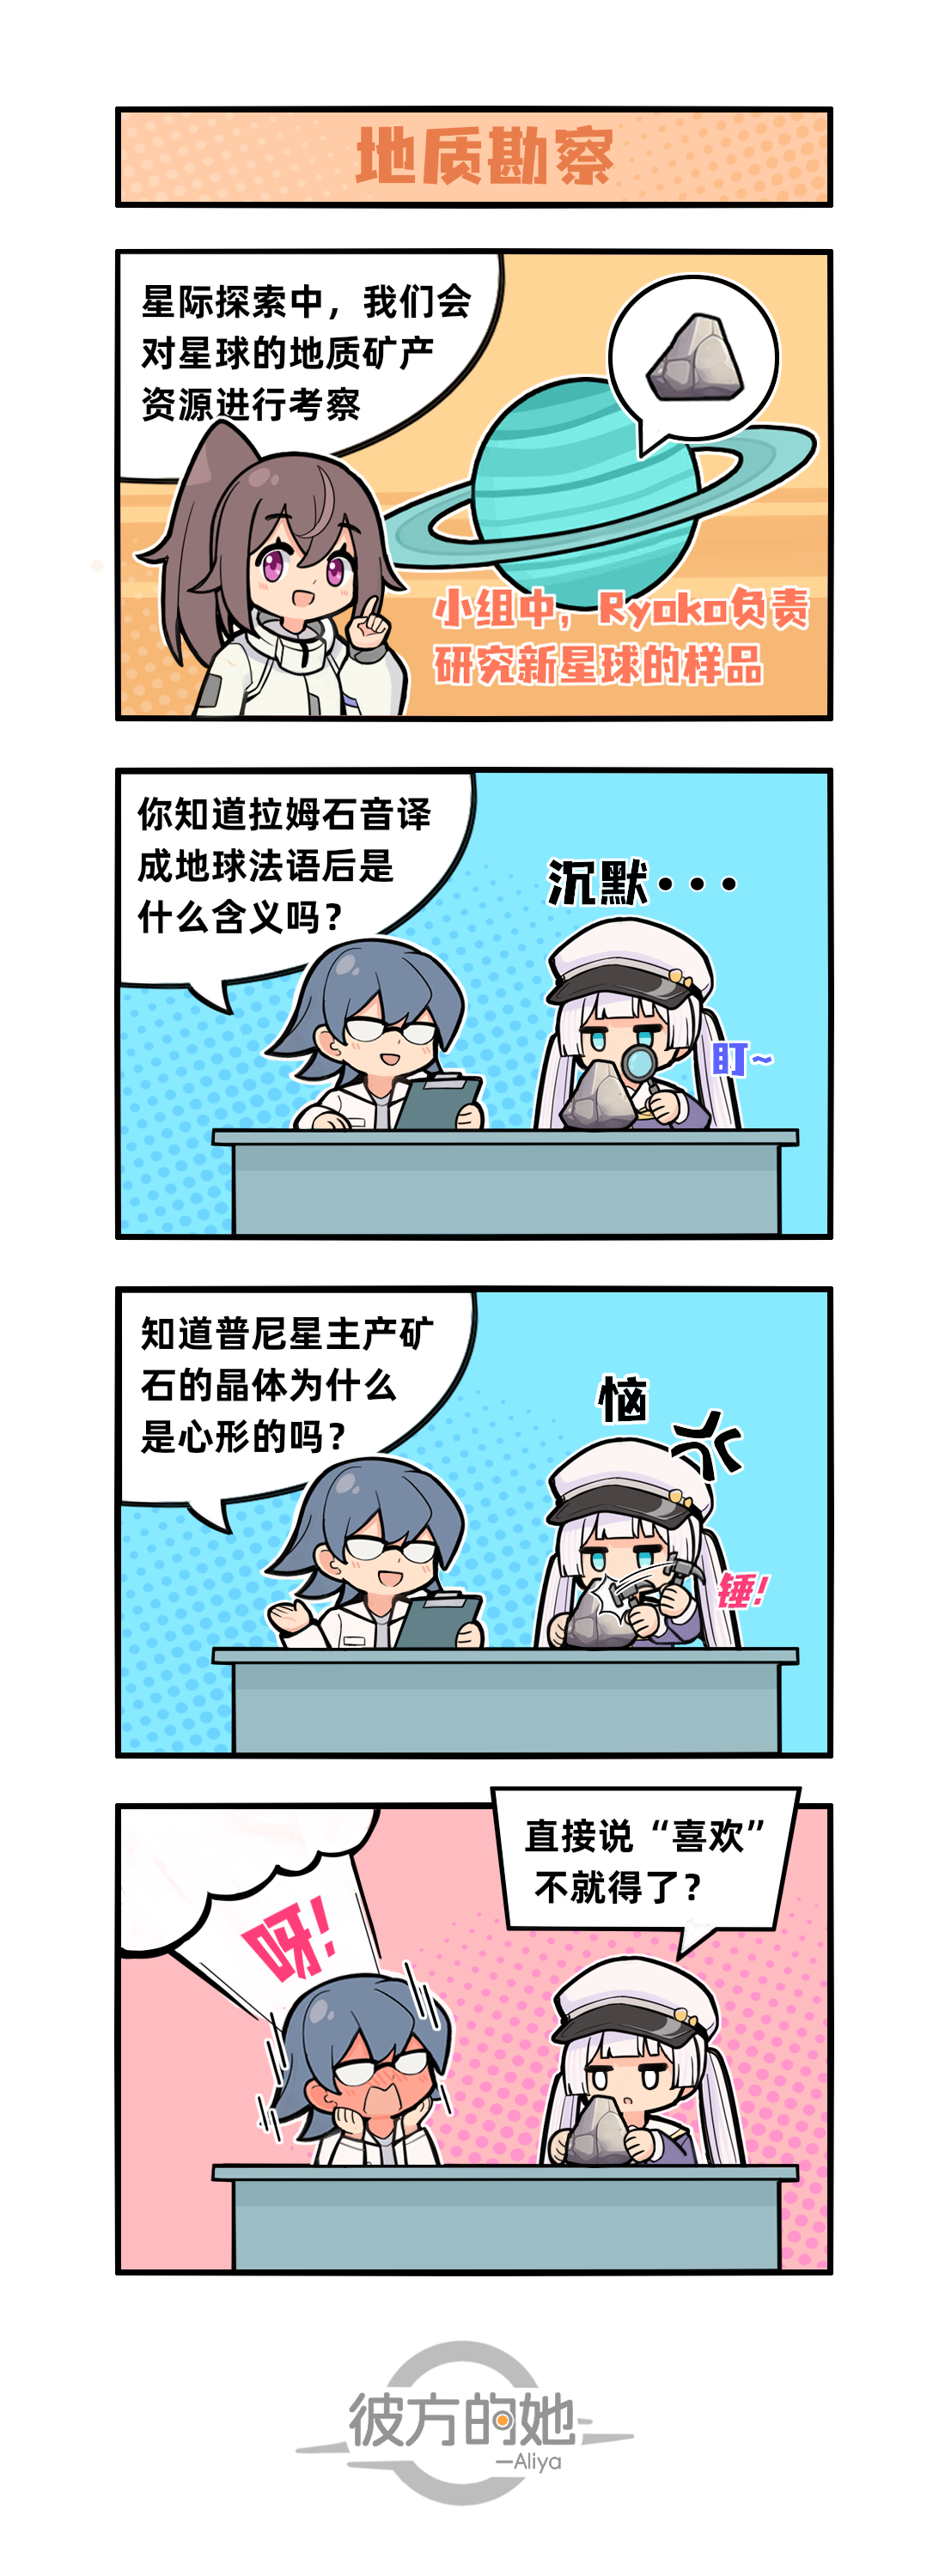 地质勘察
星际探索中，我们会
对星球的地质矿产
资源进行考察
小组中，Ryoko负责
研究新星球的样品
你知道拉姆石音译
成地球法语后是
什么含义吗？
沉默···
盯~
知道普尼星主产矿
石的晶体为什么
是心形的吗？
恼
锤!
直接说“喜欢”
不就得了？
呀!
彼方的她
—Aliya